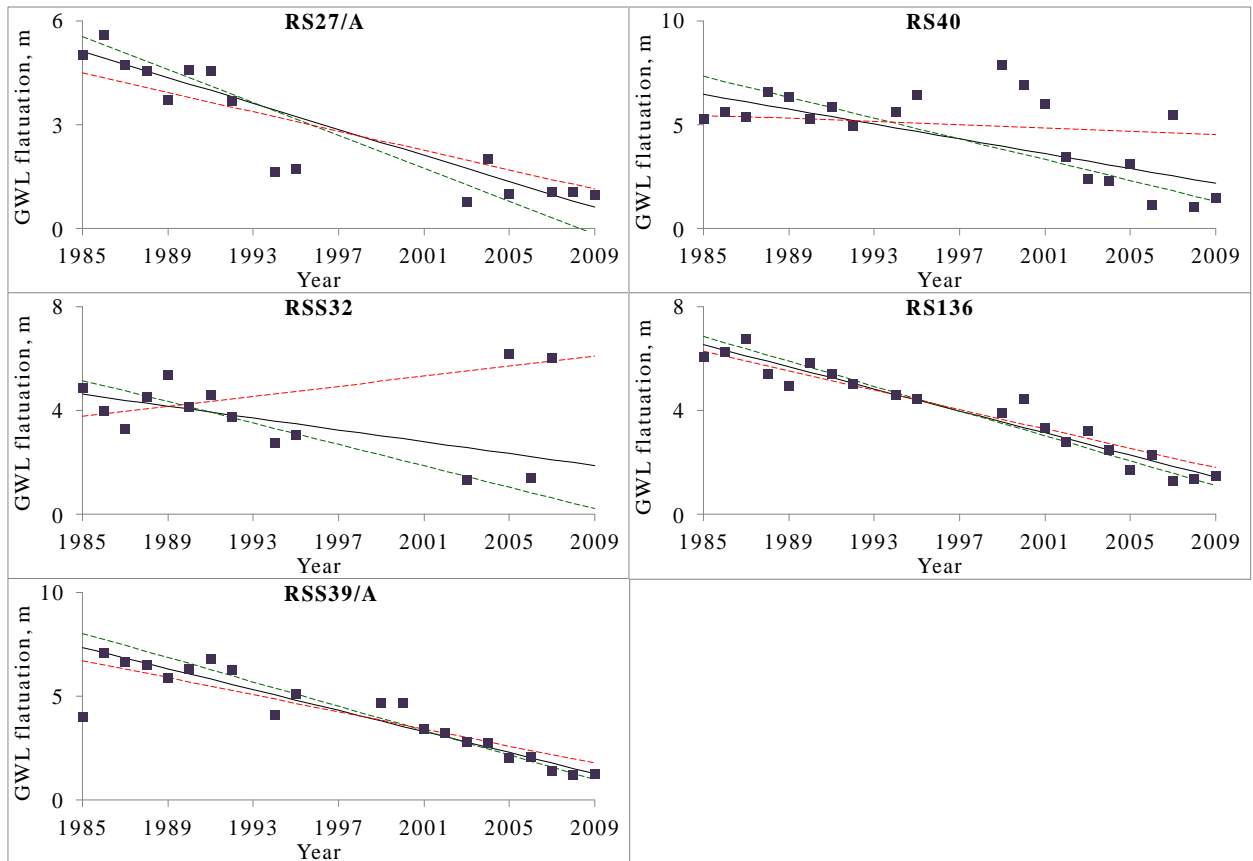 RS27/A
GWL flatuation, m
6
3
0
1985 1989 1993 1997 2001 2005 2009
Year
RS40
GWL flatuation, m
10
5
0
1985 1989 1993 1997 2001 2005 2009
Year
RSS32
GWL flatuation, m
8
4
0
1985 1989 1993 1997 2001 2005 2009
Year
RS136
GWL flatuation, m
8
4
0
1985 1989 1993 1997 2001 2005 2009
Year
RSS39/A
GWL flatuation, m
10
5
0
1985 1989 1993 1997 2001 2005 2009
Year